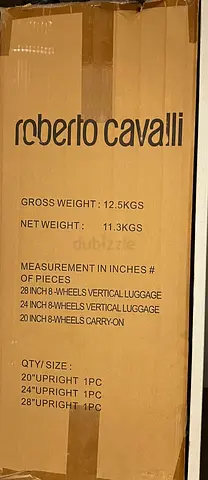 roberto cavalli
GROSS WEIGHT : 12.5KGS
NET WEIGHT : 11.3KGS
dubizzle
MEASUREMENT IN INCHES #
OF PIECES
28 INCH 8-WHEELS VERTICAL LUGGAGE
24 INCH 8-WHEELS VERTICAL LUGGAGE
20 INCH 8-WHEELS CARRY-ON
QTY/ SIZE :
20"UPRIGHT 1PC
24"UPRIGHT 1PC
28"UPRIGHT 1PC